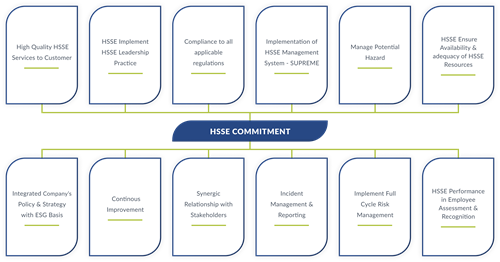 High Quality HSSE
Services to Customer
HSSE Implement
HSSE Leadership
Practice
Compliance to all
applicable
regulations
Implementation of
HSSE Management
System - SUPREME
Manage Potential
Hazard
HSSE Ensure
Availability &
adequacy of HSSE
Resources
HSSE COMMITMENT
Integrated Company's
Policy & Strategy
with ESG Basis
Continous
Improvement
Synergic
Relationship with
Stakeholders
Incident
Management &
Reporting
Implement Full
Cycle Risk
Management
HSSE Performance
in Employee
Assessment &
Recognition